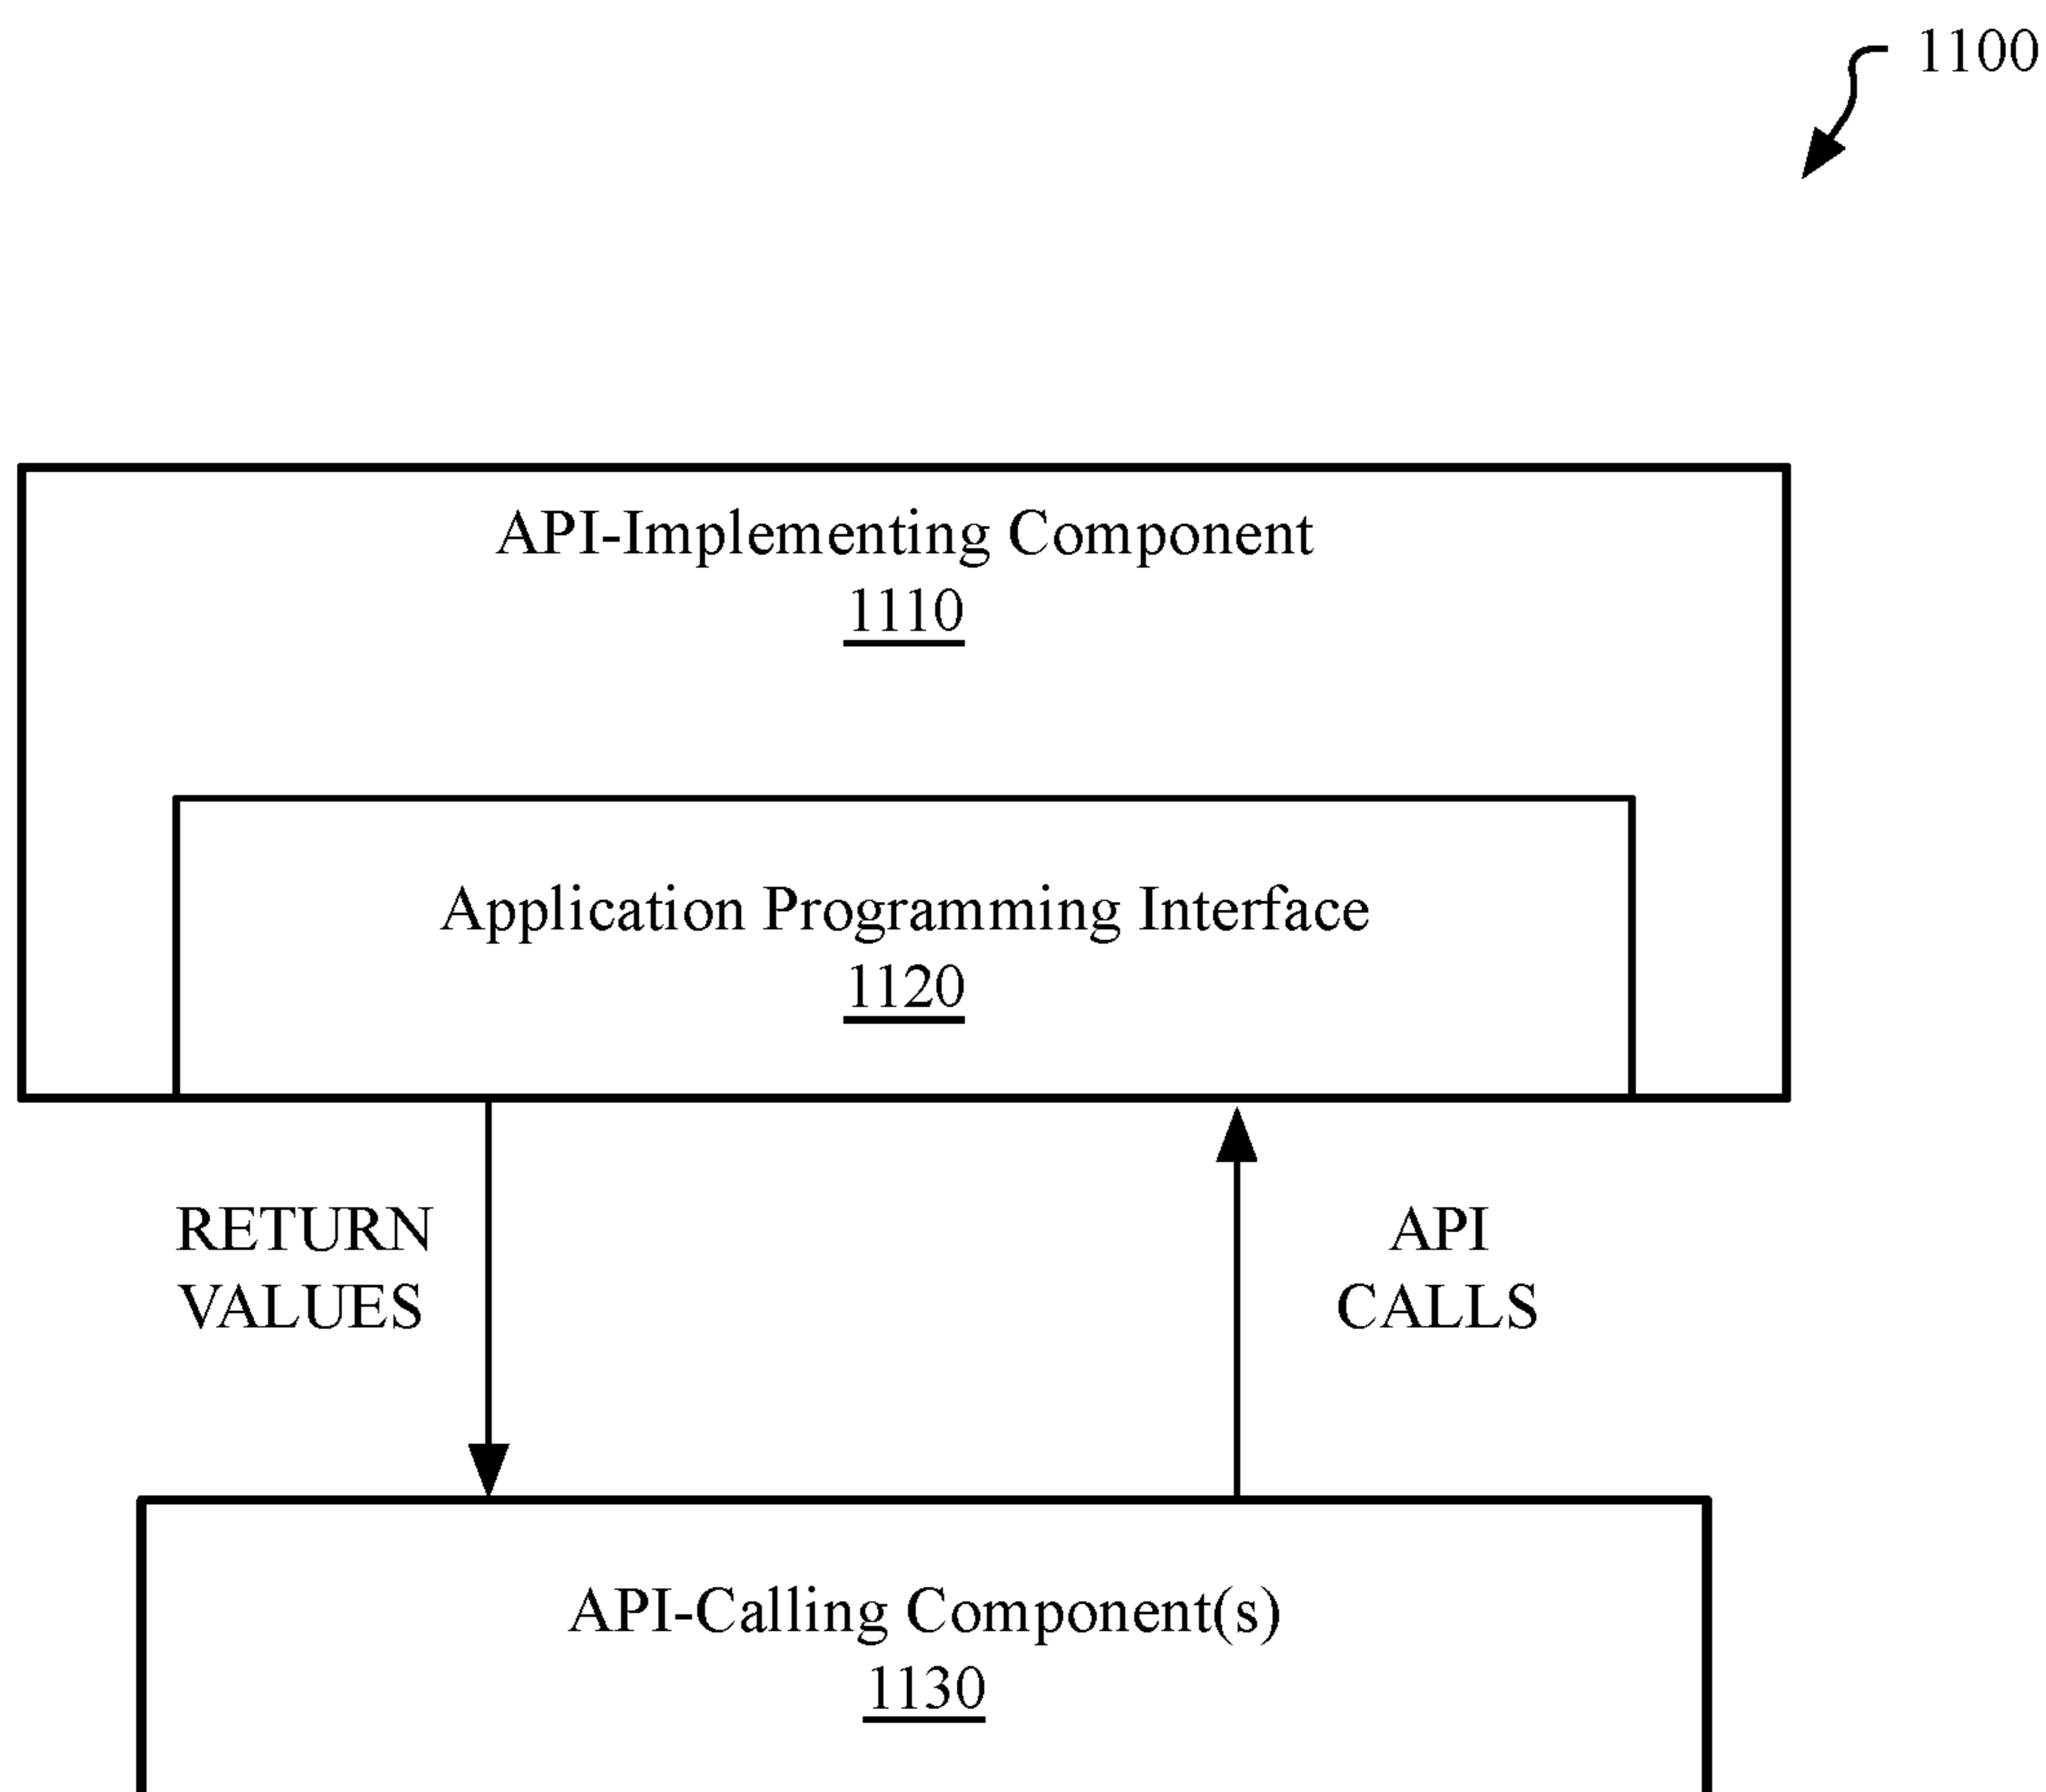 1100
API-Implementing Component
1110
Application Programming Interface
1120
RETURN
VALUES
API
CALLS
API-Calling Component(s)
1130